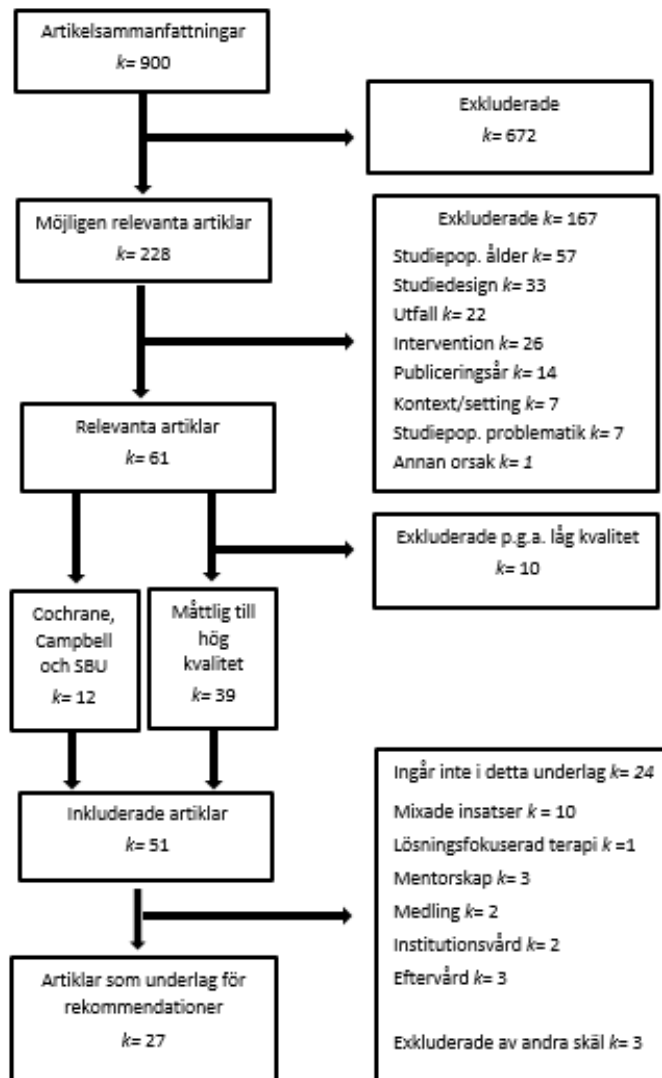 Artikelsammanfattningar
k= 900
Exkluderade
k= 672
Möjligen relevanta artiklar
k= 228
Exkluderade k= 167
Studiepop. ålder k= 57
Studiedesign k= 33
Utfall k= 22
Intervention k= 26
Publiceringsår k= 14
Kontext/setting k= 7
Studiepop. problematik k= 7
Annan orsak k= 1
Relevanta artiklar
k= 61
Exkluderade p.g.a. låg kvalitet
k= 10
Cochrane,
Campbell
och SBU
k= 12
Måttlig till
hög
kvalitet
k= 39
Inkluderade artiklar
k= 51
Ingår inte i detta underlag k= 24
Mixade insatser k = 10
Lösningsfokuserad terapi k =1
Mentorskap k= 3
Medling k= 2
Institutionsvård k= 2
Eftervård k= 3
Exkluderade av andra skäl k= 3
Artiklar som underlag för
rekommendationer
k= 27